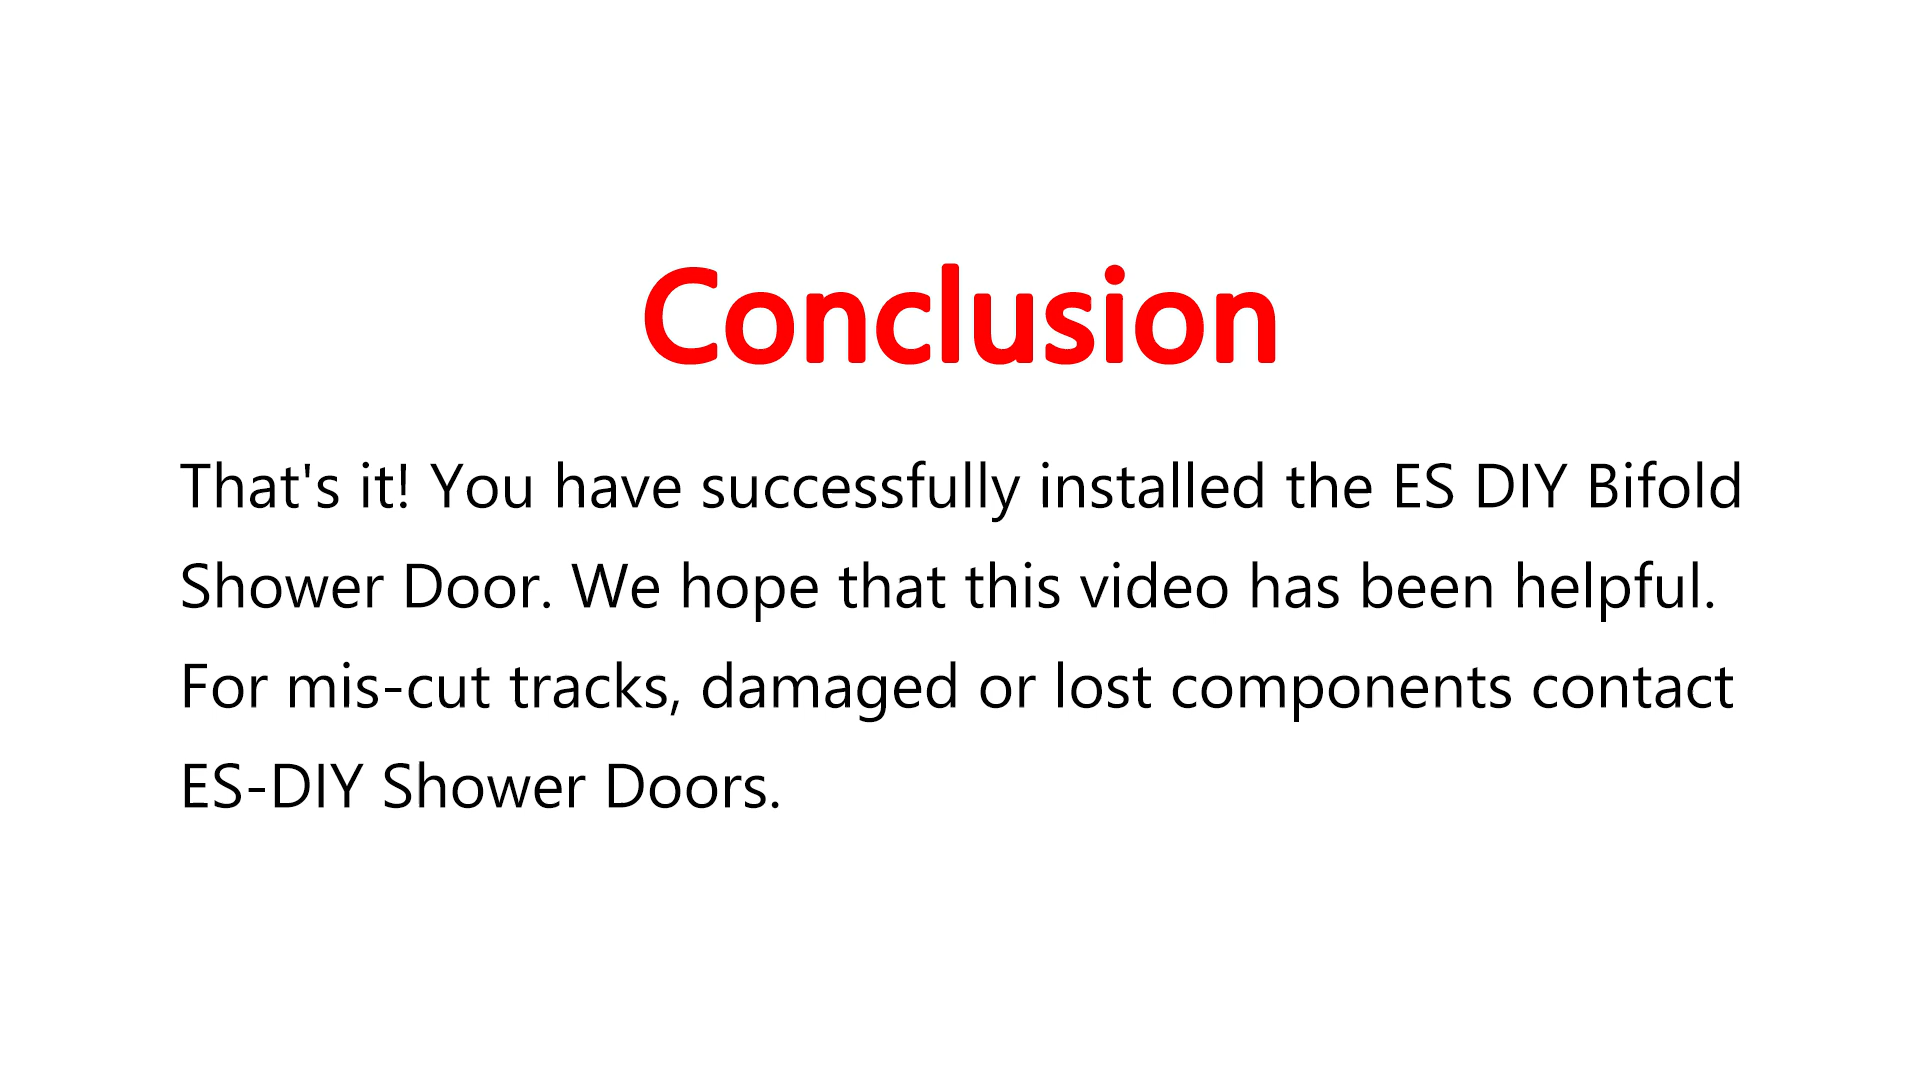 Conclusion
That's it! You have successfully installed the ES DIY Bifold
Shower Door. We hope that this video has been helpful.
For mis-cut tracks, damaged or lost components contact
ES-DIY Shower Doors.